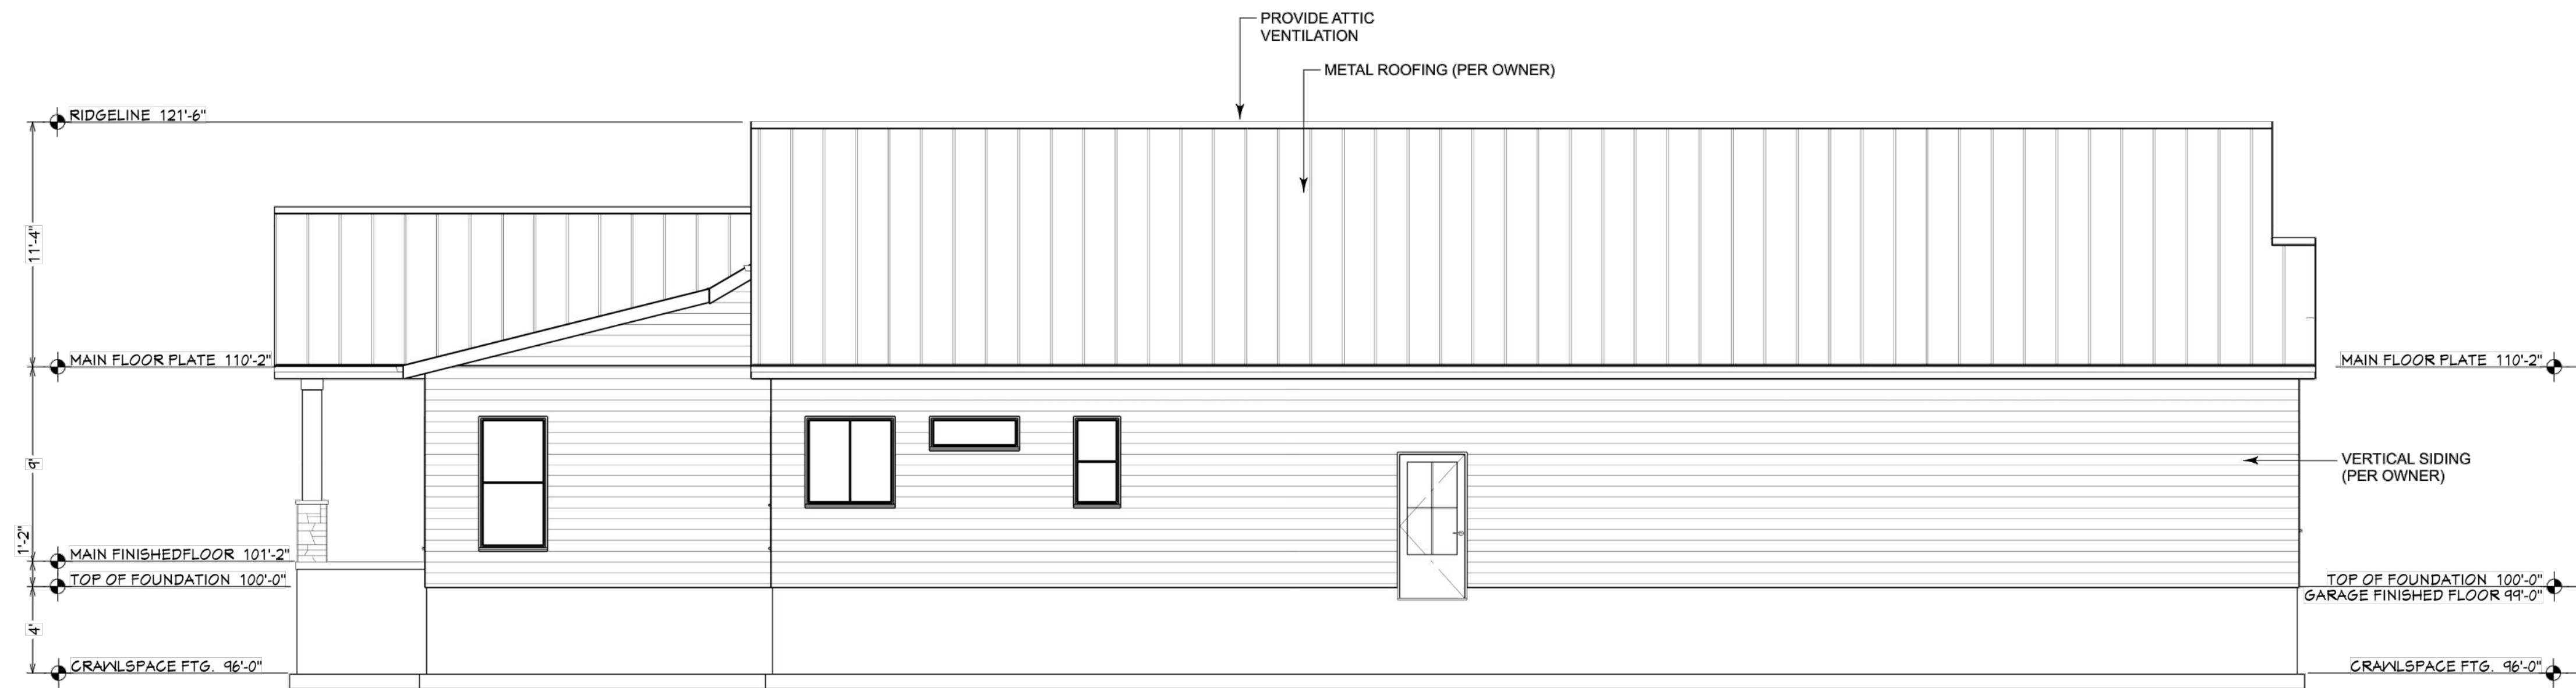 PROVIDE ATTIC
VENTILATION
METAL ROOFING (PER OWNER)
RIDGELINE 121'-6"
11'-4"
MAIN FLOOR PLATE 110'-2"
MAIN FLOOR PLATE 110'-2"
9'
VERTICAL SIDING
(PER OWNER)
1'-2"
MAIN FINISHEDFLOOR 101'-2"
TOP OF FOUNDATION 100'-0"
TOP OF FOUNDATION 100'-0"
GARAGE FINISHED FLOOR 99'-0"
4'
CRAWLSPACE FTG. 96'-0"
CRAWLSPACE FTG. 96'-0"